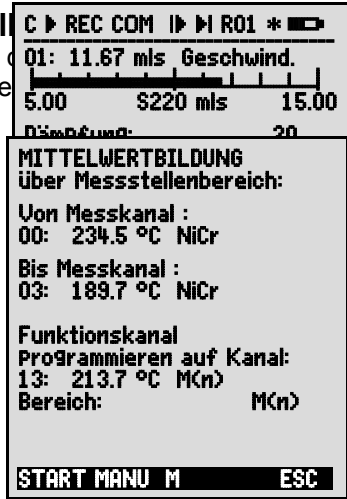 C ▶ REC COM I▶ ▶I R01 *
01: 11.67 mls Geschwind.
5.00 S220 mls 15.00
Dämpfung: 20
MITTELWERTBILDUNG
über Messstellenbereich:
Von Messkanal :
00: 234.5 °C NiCr
Bis Messkanal :
03: 189.7 °C NiCr
Funktionskanal
Programmieren auf Kanal:
13: 213.7 °C M(n)
Bereich: M(n)
START MANU M ESC